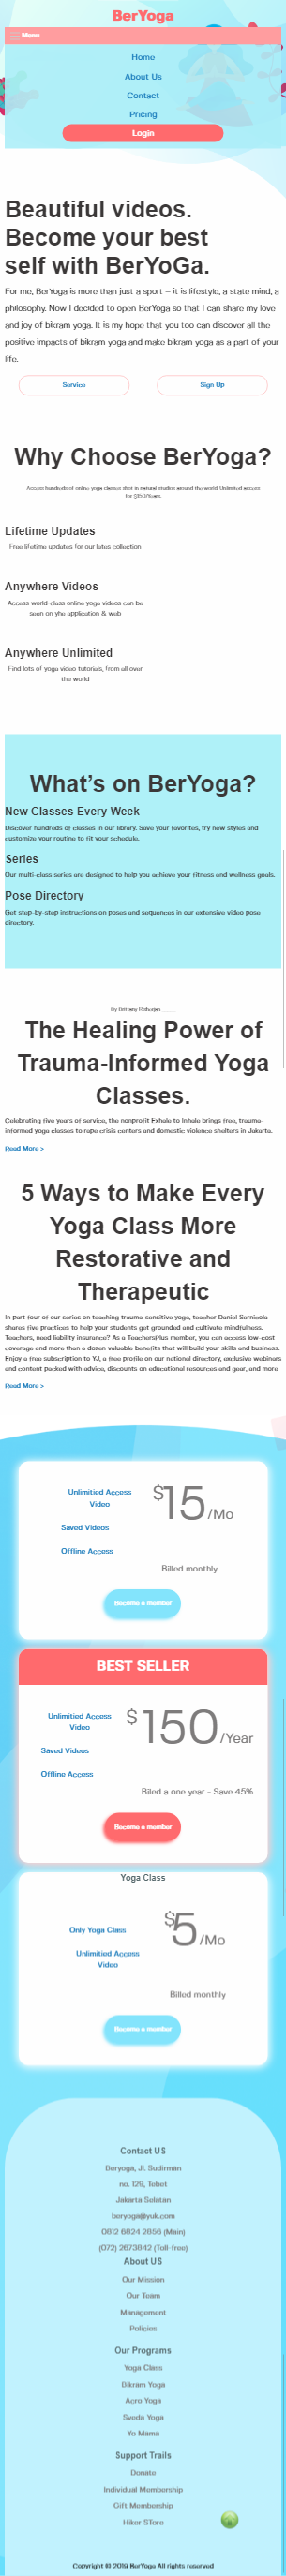 BerYoga
Menu
Home
About Us
Contact
Pricing
Login
Beautiful videos.
Become your best
self with BerYoGa.
For me, BerYoga is more than just a sport – it is lifestyle, a state mind, a
philosophy. Now I decided to open BerYoga so that I can share my love
and joy of bikram yoga. It is my hope that you too can discover all the
positive impacts of bikram yoga and make bikram yoga as a part of your
life.
Service
Sign Up
Why Choose BerYoga?
Access hundreds of online yoga classes shot in natural studios around the world. Unlimited access
for $150/Years.
Lifetime Updates
Free lifetime updates for our lates collection
Anywhere Videos
Access world class online yoga videos can be
seen on yhe application & web
Anywhere Unlimited
Find lots of yoga video tutorials, from all over
the world
What's on BerYoga?
New Classes Every Week
Discover hundreds of classes in our library. Save your favorites, try new styles and
customize your routine to fit your schedule.
Series
Our multi-class series are designed to help you achieve your fitness and wellness goals.
Pose Directory
Get step-by-step instructions on poses and sequences in our extensive video pose
directory.
By Brittany
The Healing Power of
Trauma-Informed Yoga
Classes.
Celebrating five years of service, the nonprofit Exhale to Inhale brings free, trauma-
informed yoga classes to rape crisis centers and domestic violence shelters in Jakarta.
Read More >
5 Ways to Make Every
Yoga Class More
Restorative and
Therapeutic
In part four of our series on teaching trauma-sensitive yoga, teacher Daniel Sernicola
shares five practices to help your students get grounded and cultivate mindfulness.
Teachers, need liability insurance? As a TeachersPlus member, you can access low-cost
coverage and more than a dozen valuable benefits that will build your skills and business.
Enjoy a free subscription to YJ, a free profile on our national directory, exclusive webinars
and content packed with advice, discounts on educational resources and gear, and more
Read More >
Unlimitied Access
Video
$15/Mo
Saved Videos
Offline Access
Billed monthly
Become a member
BEST SELLER
Unlimitied Access
Video
$150/Year
Saved Videos
Offline Access
Biled a one year - Save 45%
Become a member
Yoga Class
Only Yoga Class
$5/Mo
Unlimitied Access
Video
Billed monthly
Become a member
Contact US
Beryoga, Jl. Sudirman
no. 129, Tebet
Jakarta Selatan
beryoga@yuk.com
0812 6824 2856 (Main)
(072) 2673842 (Toll-free)
About US
Our Mission
Our Team
Management
Policies
Our Programs
Yoga Class
Bikram Yoga
Acro Yoga
Sveda Yoga
Yo Mama
Support Trails
Donate
Individual Membership
Gift Membership
Hiker STore
Copyright © 2019 BerYoga All rights reserved